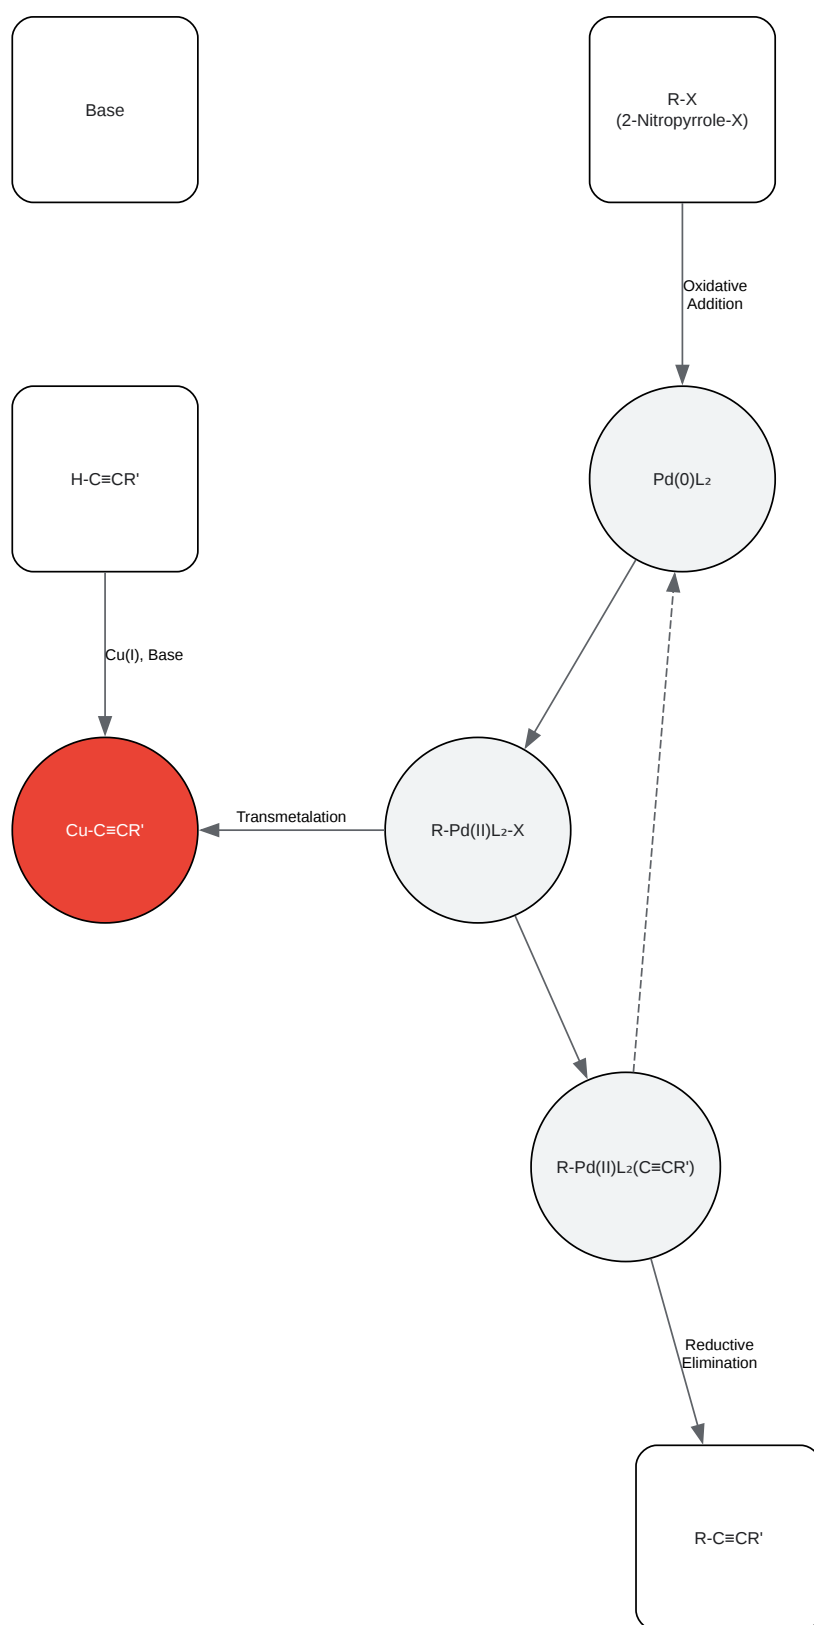 Base
R-X
(2-Nitropyrrole-X)
Oxidative
Addition
H-C≡CR'
Pd(0)L₂
Cu(I), Base
Cu-C≡CR'
Transmetalation
R-Pd(II)L₂-X
R-Pd(II)L₂(C≡CR')
Reductive
Elimination
R-C≡CR'